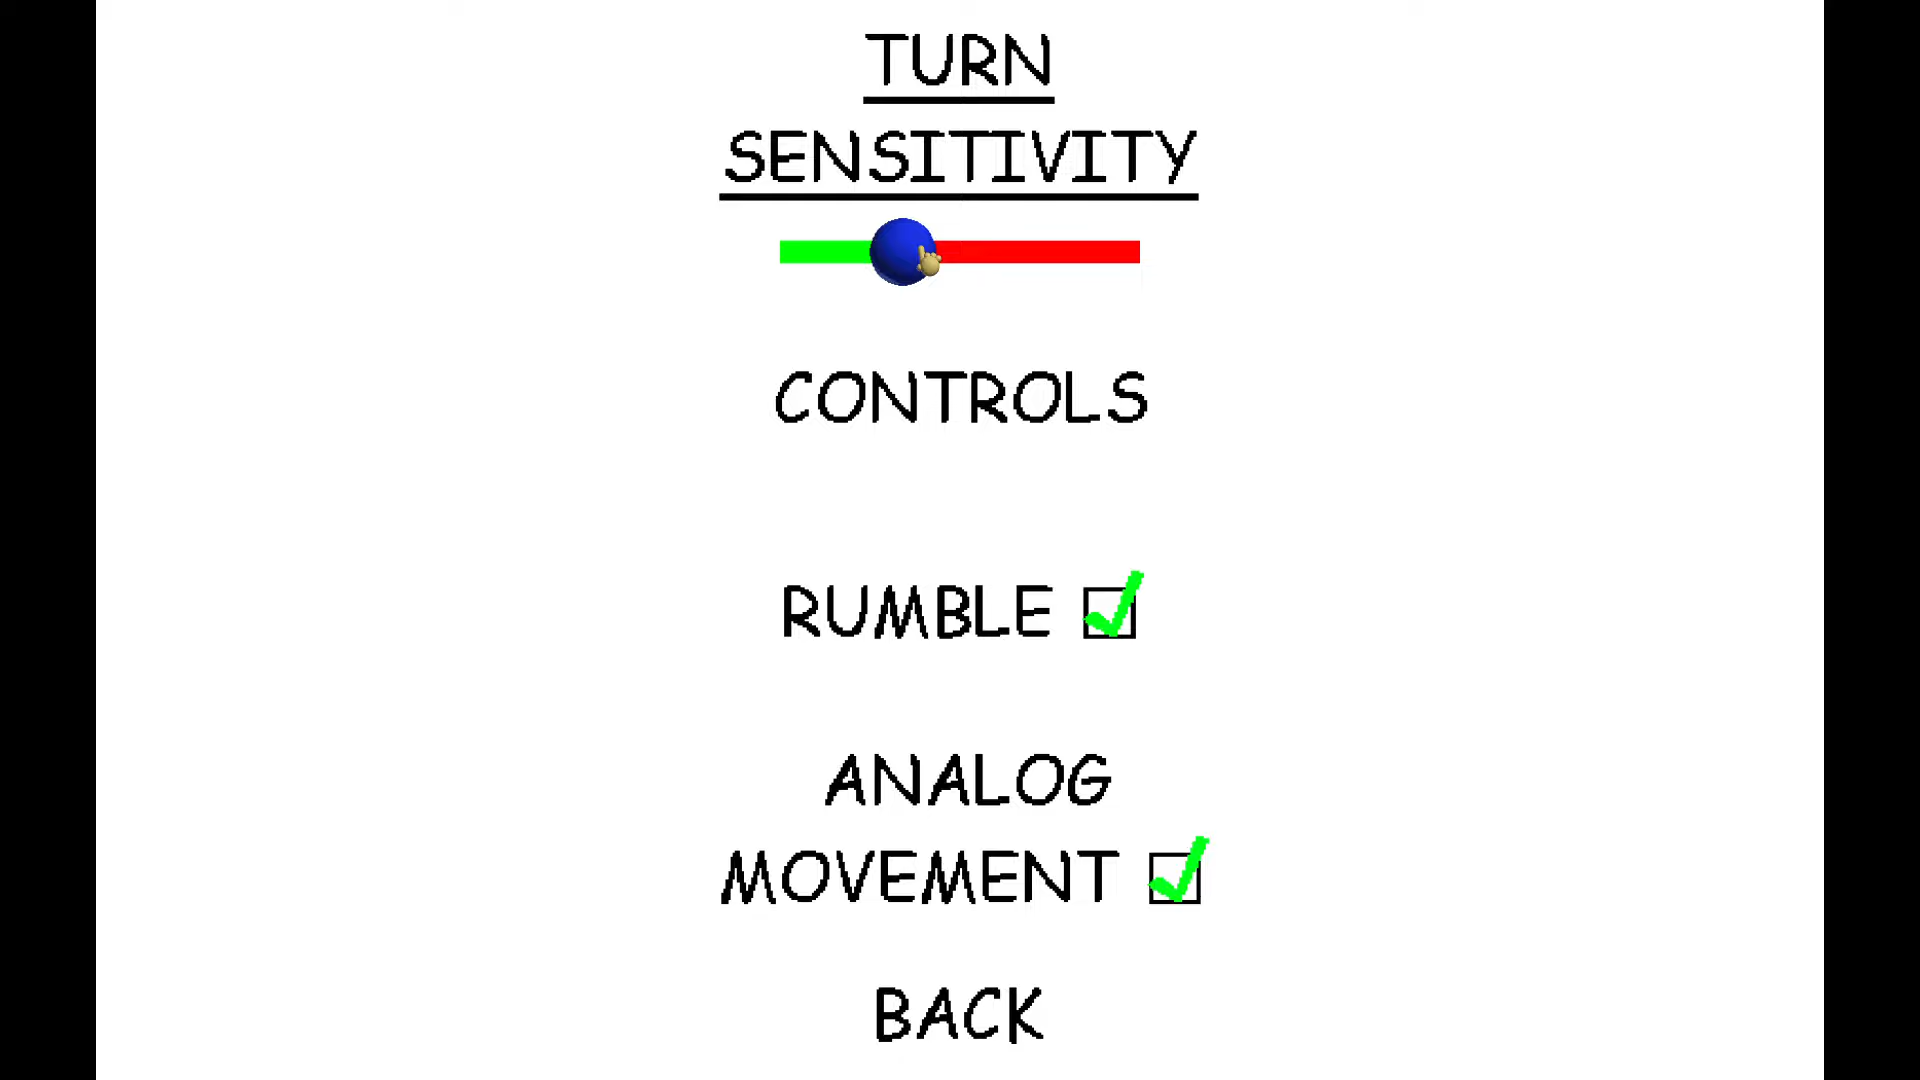 TURN
SENSITIVITY
CONTROLS
RUMBLE
ANALOG
MOVEMENT
BACK